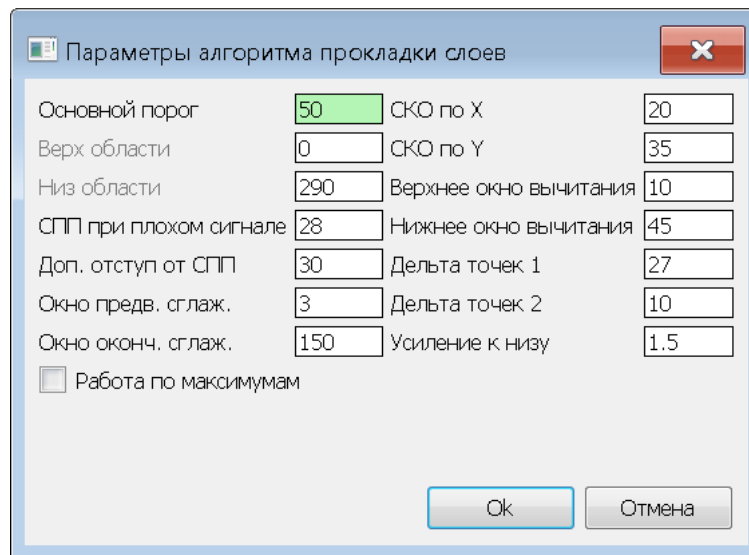 Параметры алгоритма прокладки слоев
Основной порог 50 СКО по X 20
Верх области 0 СКО по Y 35
Низ области 290 Верхнее окно вычитания 10
СПП при плохом сигнале 28 Нижнее окно вычитания 45
Доп. отступ от СПП 30 Дельта точек 1 27
Окно предв. сглаж. 3 Дельта точек 2 10
Окно оконч. сглаж. 150 Усиление к низу 1.5
Работа по максимумам
Ok Отмена